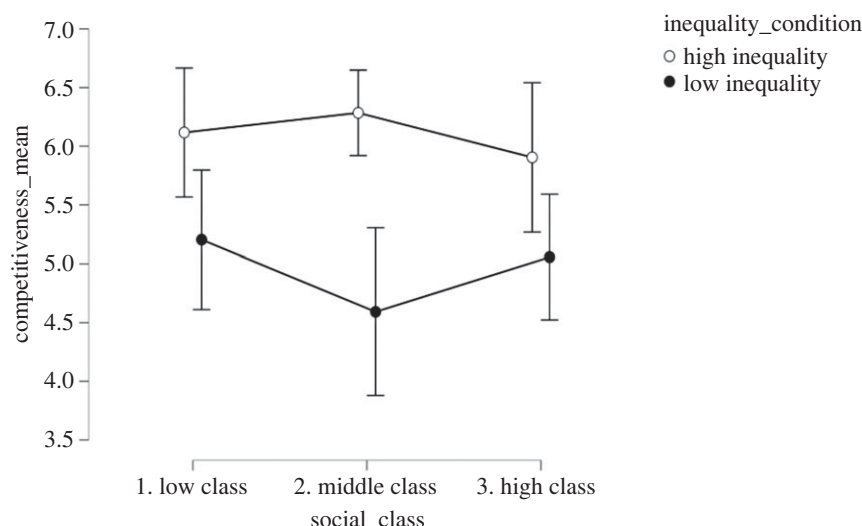 inequality_condition
high inequality
low inequality
competitiveness_mean
7.0
6.5
6.0
5.5
5.0
4.5
4.0
3.5
1. low class
2. middle class
3. high class
social_class